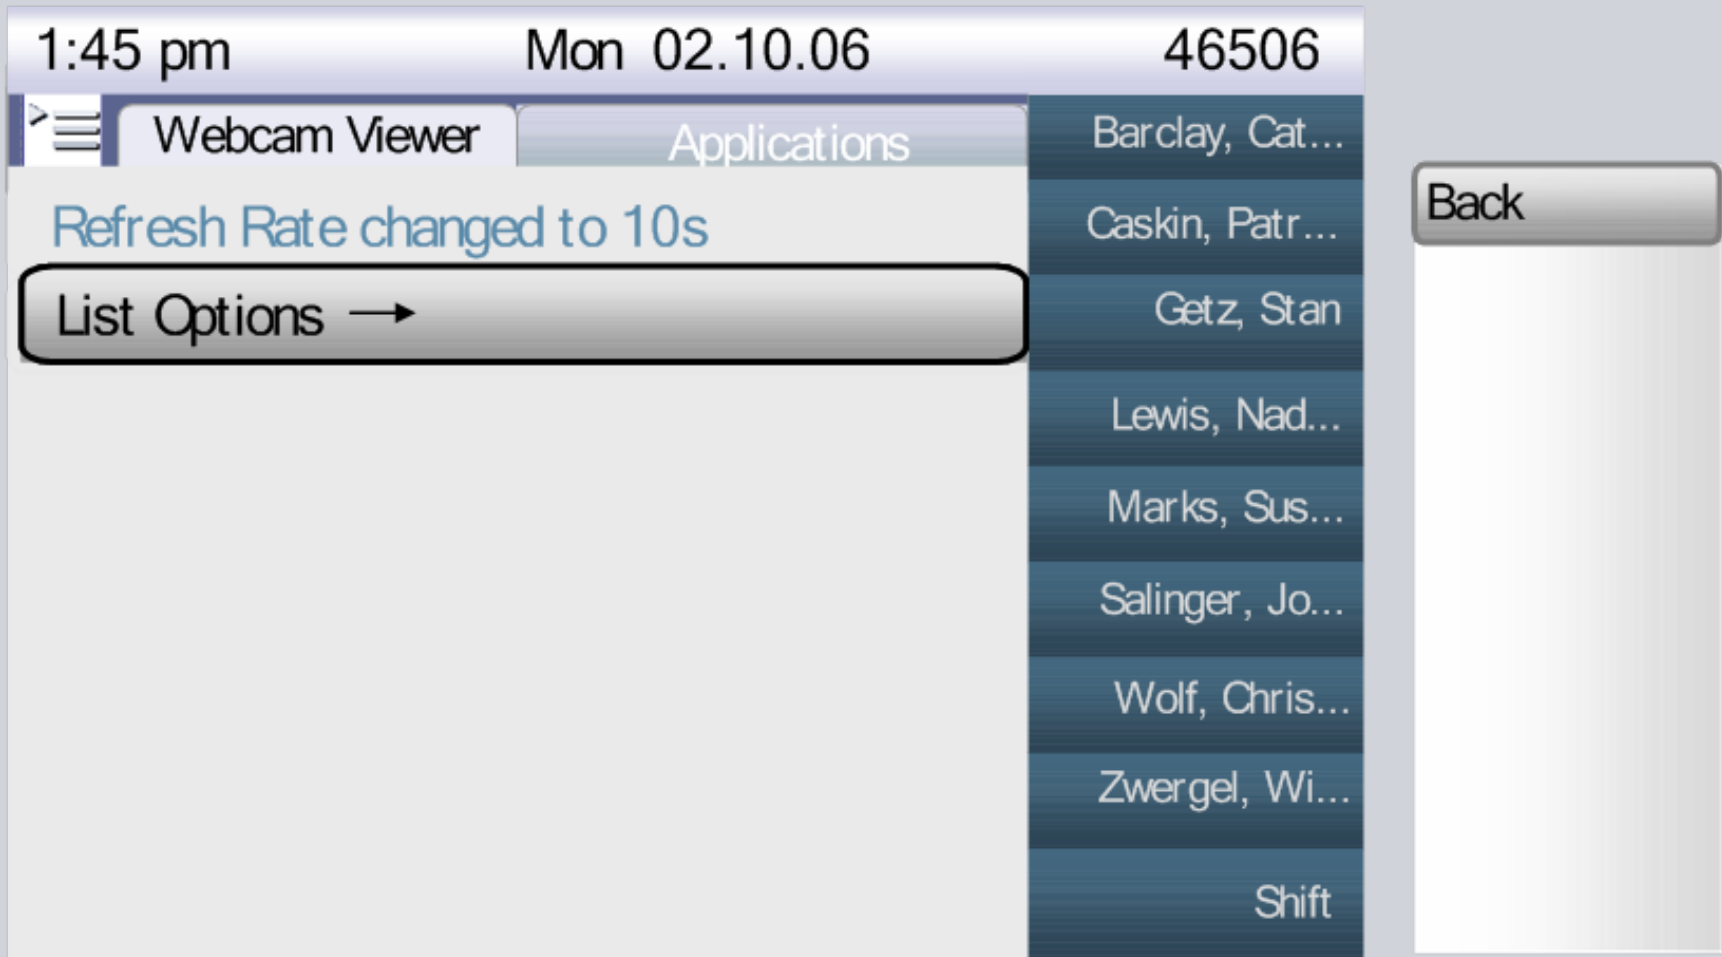 1:45 pm Mon 02.10.06 46506
Webcam Viewer Applications
Refresh Rate changed to 10s
List Options →
Barclay, Cat...
Caskin, Patr...
Getz, Stan
Lewis, Nad...
Marks, Sus...
Salinger, Jo...
Wolf, Chris...
Zwergel, Wi...
Shift
Back